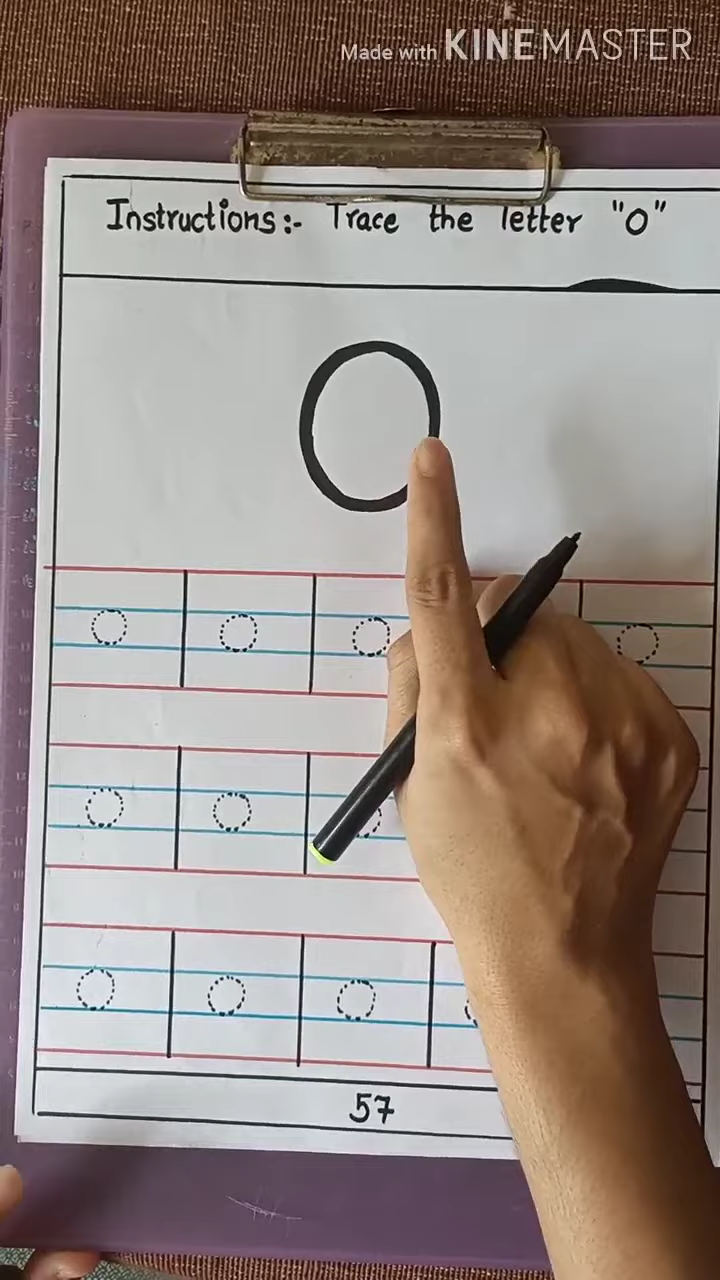 Made with KINEMASTER
Instructions:- Trace the letter "O"
O
o o o o
o o o
o o o
57